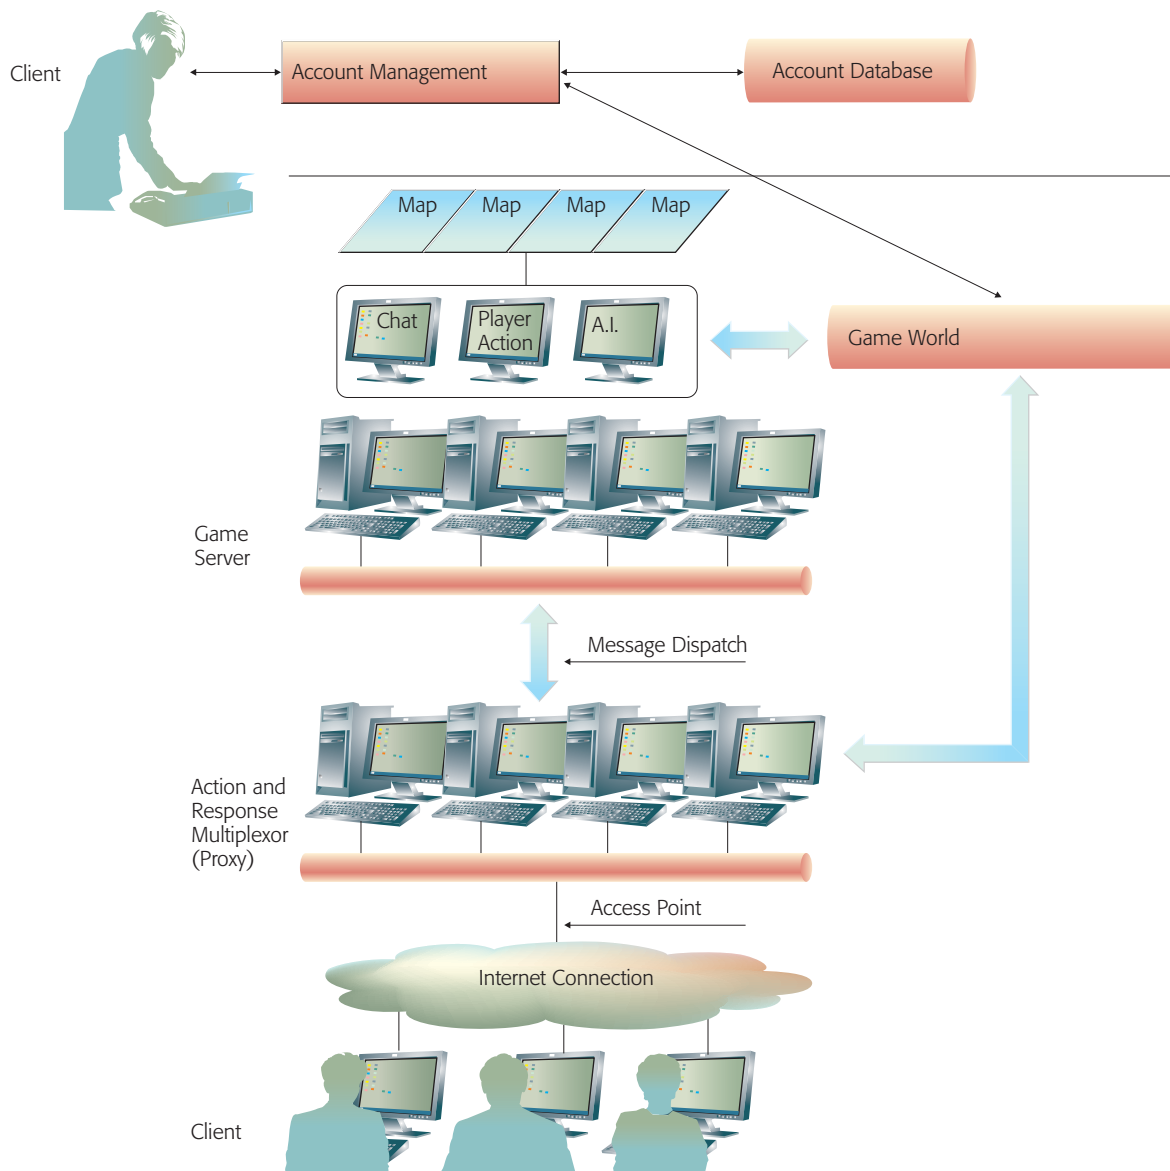 Client
Account Management
Account Database
Map Map Map Map
Chat
Player
Action
A.I.
Game World
Game
Server
Message Dispatch
Action and
Response
Multiplexor
(Proxy)
Access Point
Internet Connection
Client